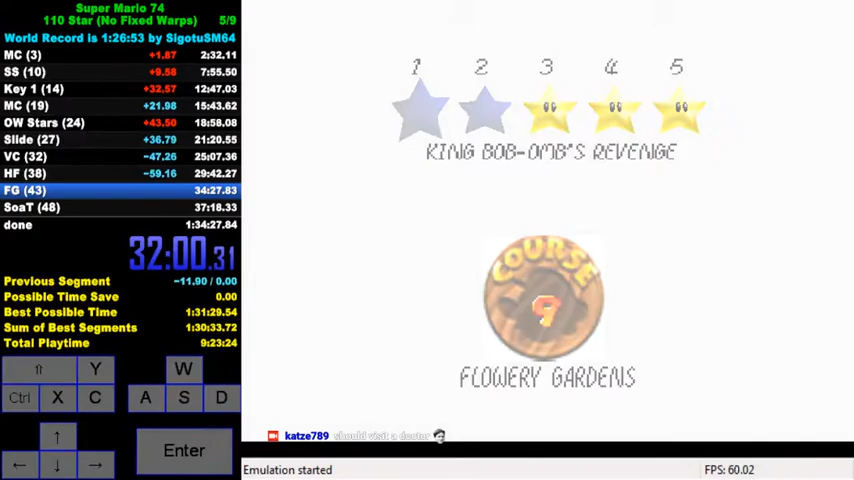 Super Mario 74
110 Star (No Fixed Warps) 5/9
World Record is 1:26:53 by SigotuSM64
MC (3) +1.87 2:32.11
SS (10) +9.58 7:55.50
Key 1 (14) +32.57 12:47.03
MC (19) +21.98 15:43.62
OW Stars (24) +43.50 18:58.08
Slide (27) +36.79 21:20.55
VC (32) −47.26 25:07.36
HF (38) −59.16 29:42.27
FG (43) 34:27.83
SoaT (48) 37:18.33
done 1:34:27.84
32:00.31
Previous Segment −11.90 / 0.00
Possible Time Save 0.00
Best Possible Time 1:31:29.54
Sum of Best Segments 1:30:33.72
Total Playtime 9:23:24
⇧ Y W
Ctrl X C A S D
↑
← ↓ → Enter
1 2 3 4 5
KING BOB-OMB'S REVENGE
COURSE
9
FLOWERY GARDENS
katze789 should visit a doctor
Emulation started FPS: 60.02